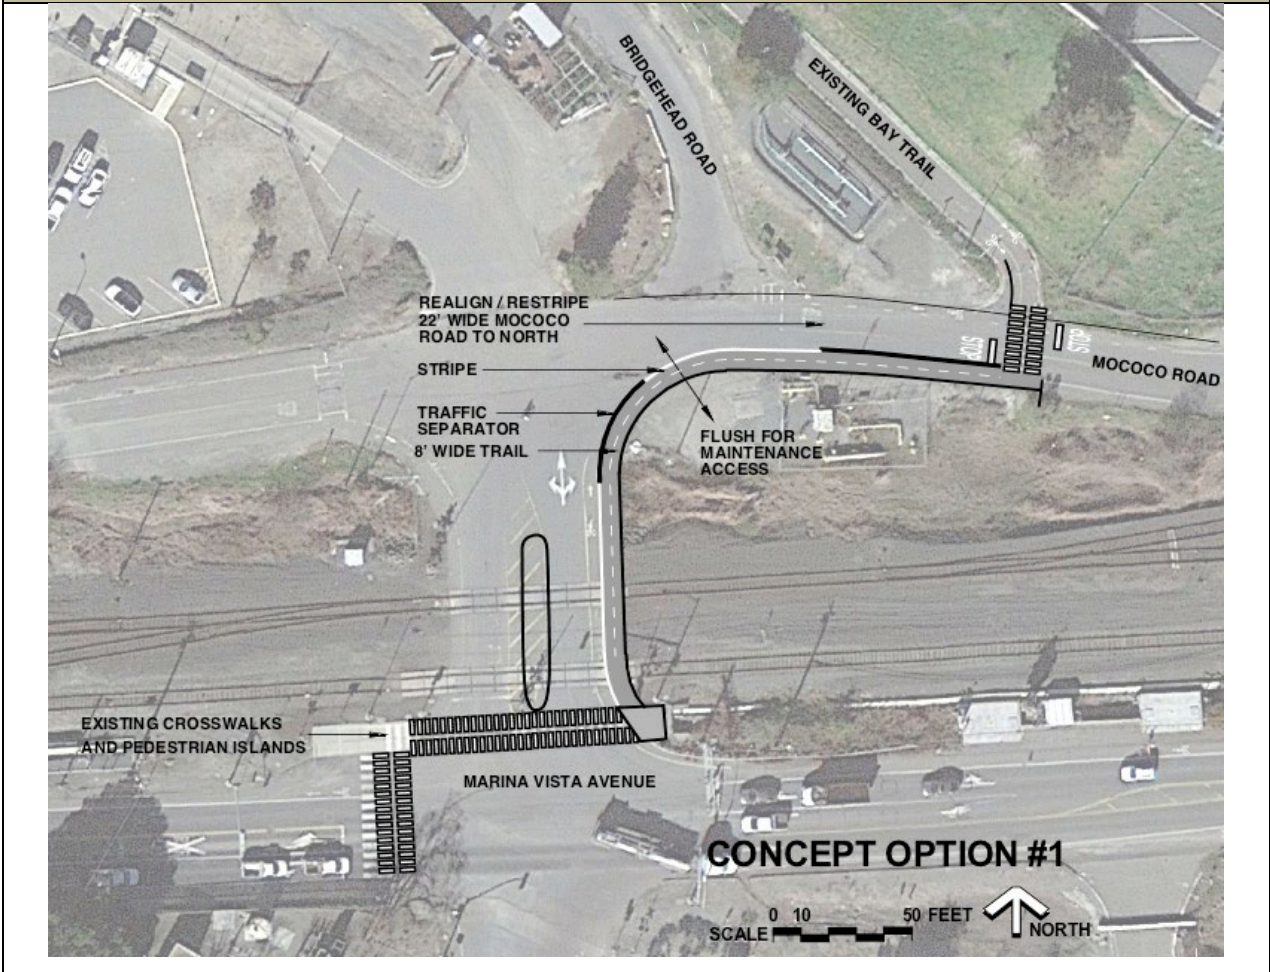 BRIDGEHEAD ROAD
EXISTING BAY TRAIL
REALIGN / RESTRIPE
22' WIDE MOCOCO
ROAD TO NORTH
STOP
STOP
MOCOCO ROAD
STRIPE
TRAFFIC
SEPARATOR
8' WIDE TRAIL
FLUSH FOR
MAINTENANCE
ACCESS
EXISTING CROSSWALKS
AND PEDESTRIAN ISLANDS
MARINA VISTA AVENUE
CONCEPT OPTION #1
0 10 50 FEET
SCALE
NORTH